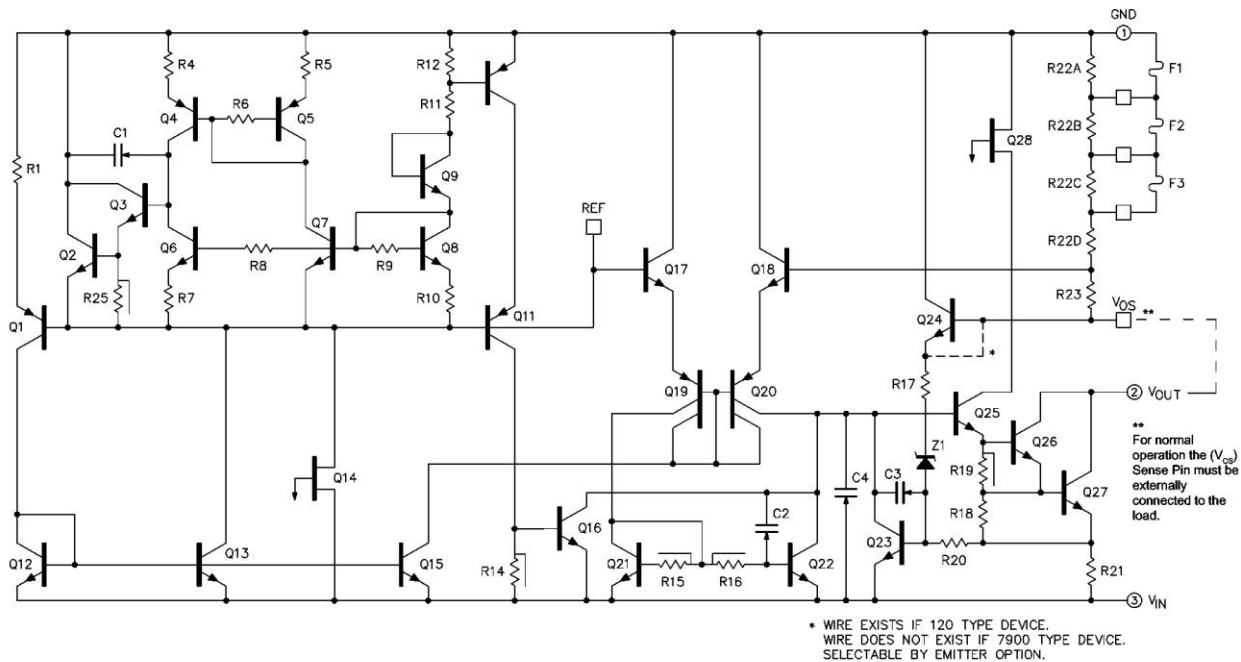 GND
1
R4
R5
R12
R11
R22A
F1
Q4
R6
Q5
C1
R22B
F2
Q28
R1
Q9
R22C
F3
Q3
REF
Q2
Q6
R8
Q7
R9
Q8
Q17
Q18
R22D
R25
R7
R10
R23
Q1
Q11
Q24
VOS
**
*
Q19
Q20
R17
2 VOUT
Q25
Q26
**
For normal
operation the (VOS)
Sense Pin must be
externally
connected to the
load.
Q14
Z1
R19
C4
C3
Q27
Q16
C2
R18
Q12
Q13
Q15
R14
Q21
R15
R16
Q22
Q23
R20
R21
3 VIN
* WIRE EXISTS IF 120 TYPE DEVICE.
WIRE DOES NOT EXIST IF 7900 TYPE DEVICE.
SELECTABLE BY EMITTER OPTION.